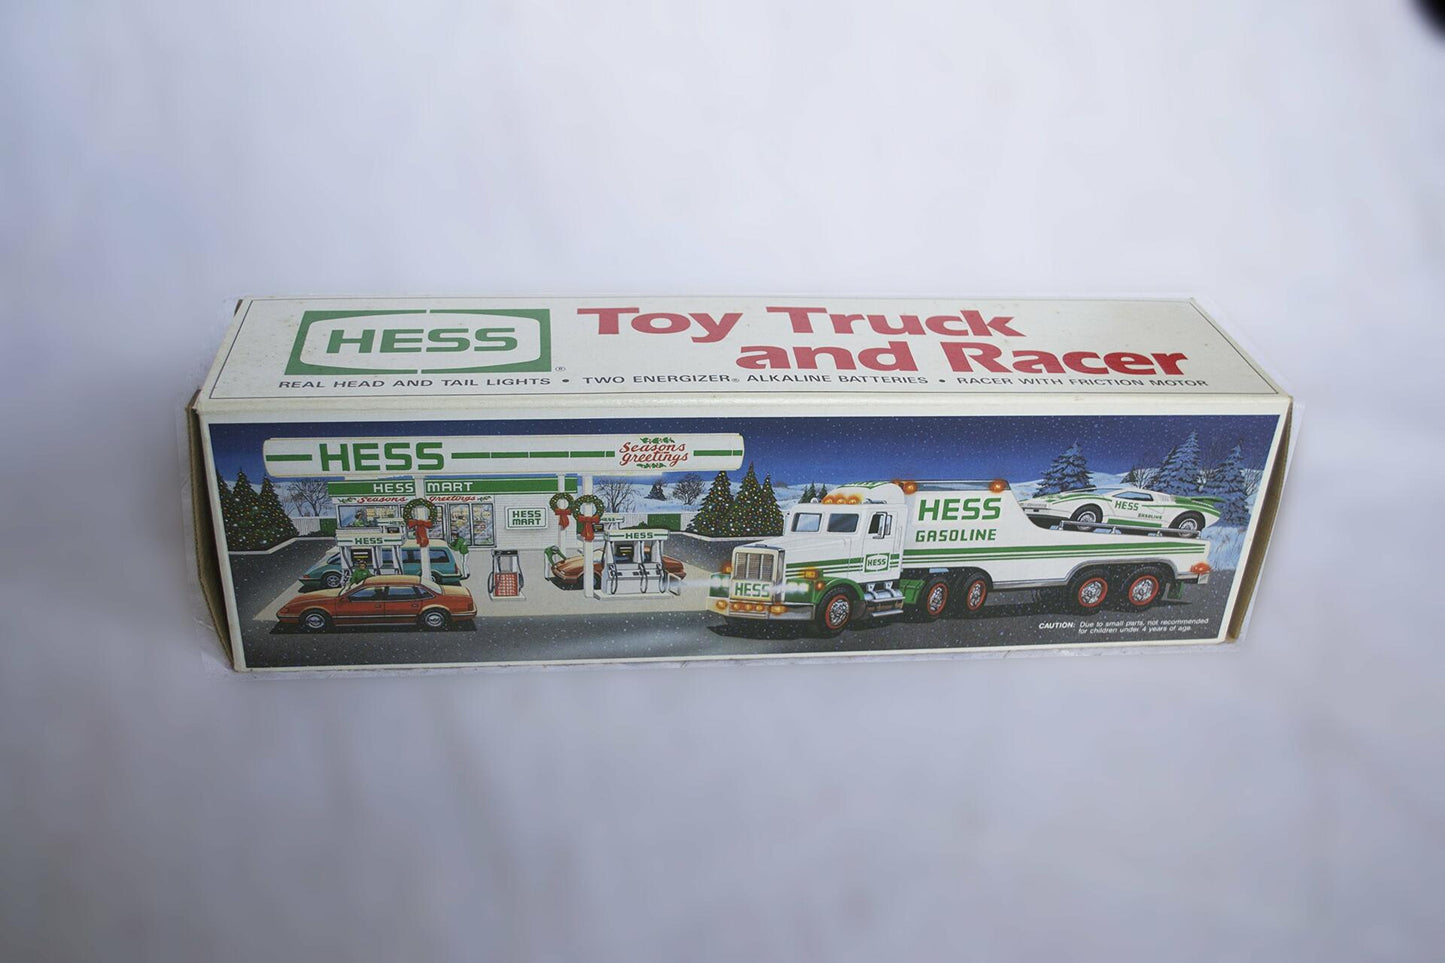 HESS®
Toy Truck
and Racer
REAL HEAD AND TAIL LIGHTS • TWO ENERGIZER® ALKALINE BATTERIES • RACER WITH FRICTION MOTOR
HESS
Seasons
greetings
HESS MART
Seasons greetings
HESS
MART
HESS
HESS
HESS
HESS
GASOLINE
HESS
HESS
HESS
GASOLINE
CAUTION: Due to small parts, not recommended
for children under 4 years of age.